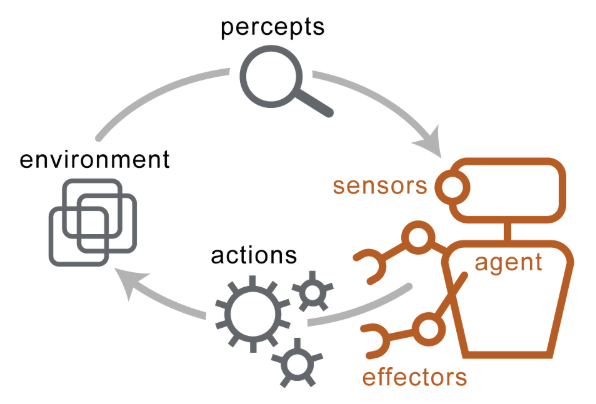 percepts
environment
sensors
actions
agent
effectors